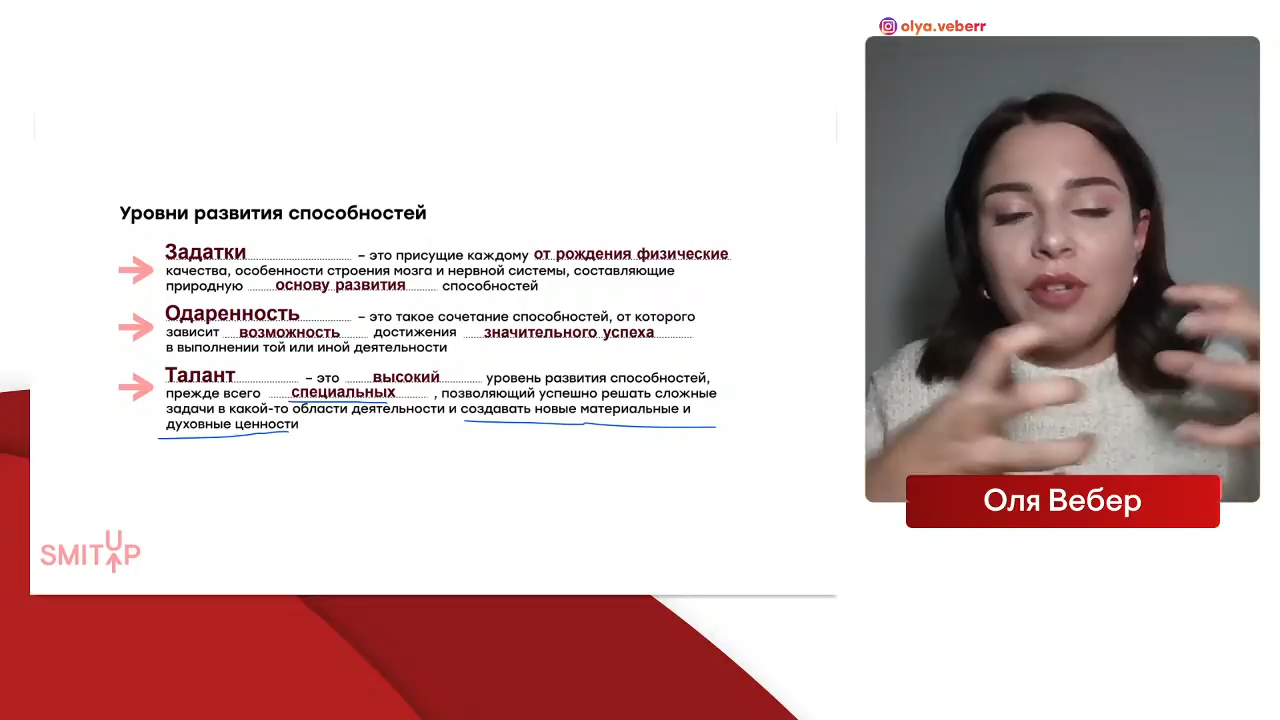 olya.veberr
Уровни развития способностей
Задатки – это присущие каждому от рождения физические
качества, особенности строения мозга и нервной системы, составляющие
природную основу развития способностей
Одаренность – это такое сочетание способностей, от которого
зависит возможность достижения значительного успеха
в выполнении той или иной деятельности
Талант – это высокий уровень развития способностей,
прежде всего специальных , позволяющий успешно решать сложные
задачи в какой-то области деятельности и создавать новые материальные и
духовные ценности
Оля Вебер
SMITUP